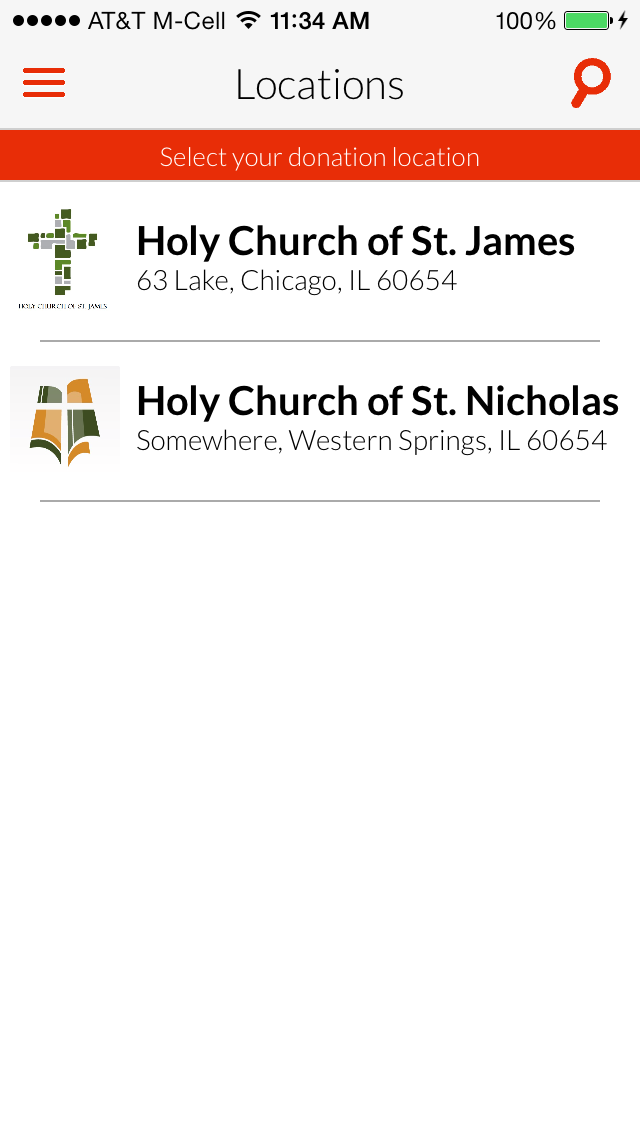 AT&T M-Cell 11:34 AM 100%
Locations
Select your donation location
Holy Church of St. James
63 Lake, Chicago, IL 60654
HOLY CHURCH OF ST. JAMES
Holy Church of St. Nicholas
Somewhere, Western Springs, IL 60654